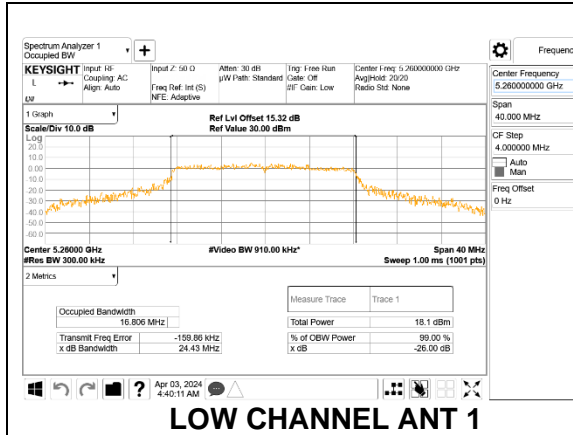 Spectrum Analyzer 1
Occupied BW
+
Frequency
KEYSIGHT Input: RF Input Z: 50 Ω Atten: 30 dB Trig: Free Run Center Freq: 5.260000000 GHz
L Coupling: AC µW Path: Standard Gate: Off Avg|Hold: 20/20
Align: Auto Freq Ref: Int (S) #IF Gain: Low Radio Std: None
NFE: Adaptive
Center Frequency
5.260000000 GHz
Span
40.000 MHz
CF Step
4.000000 MHz
Auto
Man
Freq Offset
0 Hz
1 Graph
Ref Lvl Offset 15.32 dB
Scale/Div 10.0 dB Ref Value 30.00 dBm
Log
20.0
10.0
0.00
-10.0
-20.0
-30.0
-40.0
-50.0
-60.0
Center 5.26000 GHz #Video BW 910.00 kHz* Span 40 MHz
#Res BW 300.00 kHz Sweep 1.00 ms (1001 pts)
2 Metrics
Measure Trace Trace 1
Occupied Bandwidth
16.806 MHz
Total Power 18.1 dBm
Transmit Freq Error -159.86 kHz % of OBW Power 99.00 %
x dB Bandwidth 24.43 MHz x dB -26.00 dB
? Apr 03, 2024
4:40:11 AM
LOW CHANNEL ANT 1